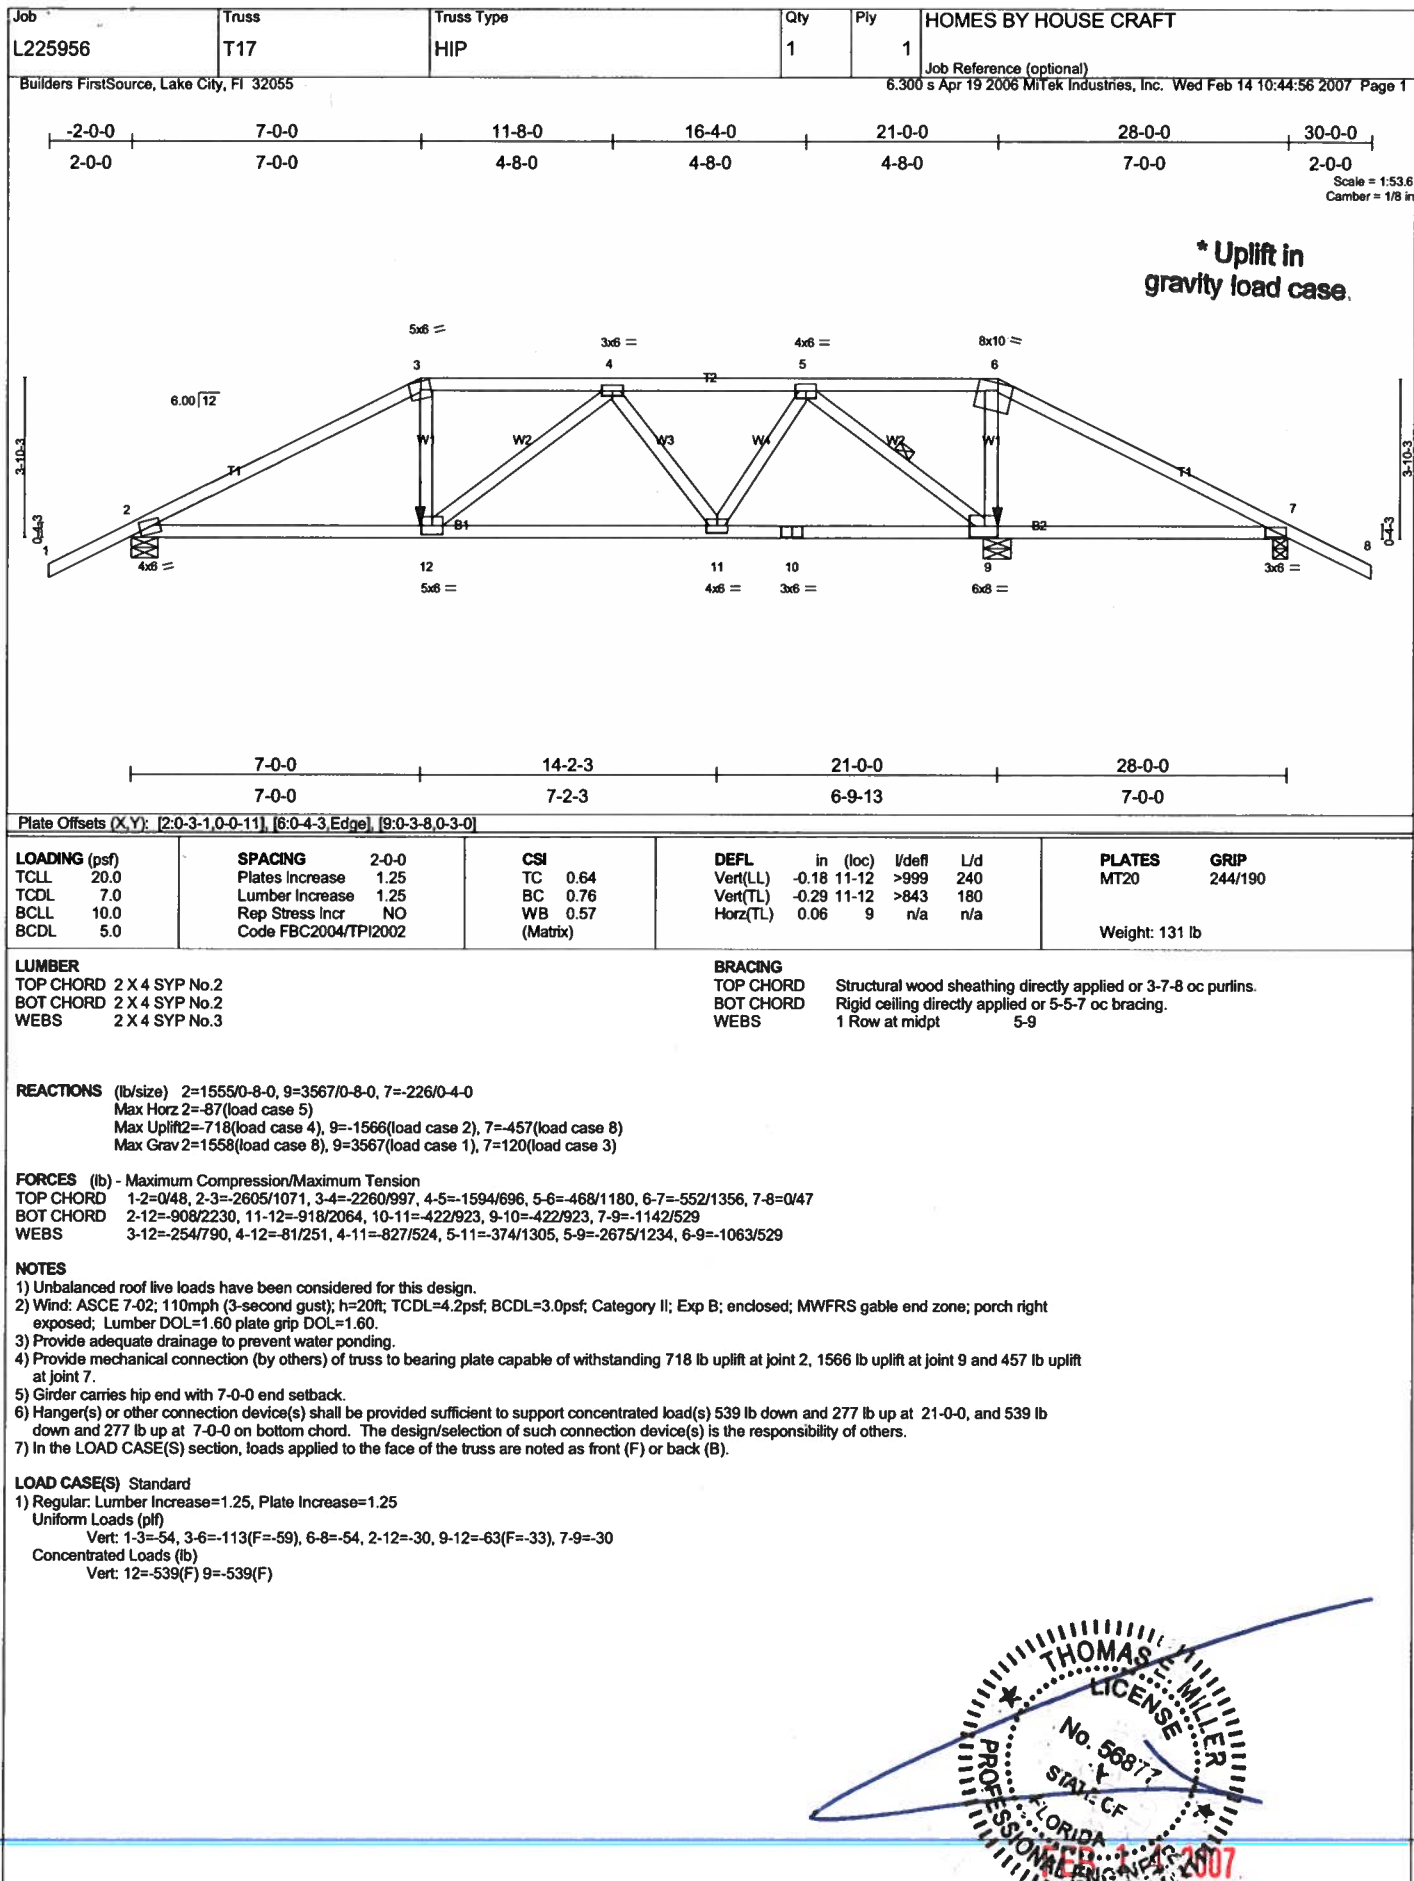 Job Truss Truss Type Qty Ply HOMES BY HOUSE CRAFT
L225956 T17 HIP 1 1
Job Reference (optional)
Builders FirstSource, Lake City, Fl 32055 6.300 s Apr 19 2006 MiTek Industries, Inc. Wed Feb 14 10:44:56 2007 Page 1
-2-0-0 7-0-0 11-8-0 16-4-0 21-0-0 28-0-0 30-0-0
2-0-0 7-0-0 4-8-0 4-8-0 4-8-0 7-0-0 2-0-0
Scale = 1:53.6
Camber = 1/8 in
* Uplift in
gravity load case.
5x6 = 3x6 = 4x6 = 8x10 =
3 4 5 6
T2
6.00 12
3-10-3 W1 W2 W3 W4 W2 W1 3-10-3
T1 T1
2 7
0-4-3 B1 B2 0-4-3
1 8
4x6 = 12 11 10 9 3x6 =
5x6 = 4x6 = 3x6 = 6x8 =
7-0-0 14-2-3 21-0-0 28-0-0
7-0-0 7-2-3 6-9-13 7-0-0
Plate Offsets (X,Y): [2:0-3-1,0-0-11], [6:0-4-3,Edge], [9:0-3-8,0-3-0]
LOADING (psf) SPACING 2-0-0 CSI DEFL in (loc) l/defl L/d PLATES GRIP
TCLL 20.0 Plates Increase 1.25 TC 0.64 Vert(LL) -0.18 11-12 >999 240 MT20 244/190
TCDL 7.0 Lumber Increase 1.25 BC 0.76 Vert(TL) -0.29 11-12 >843 180
BCLL 10.0 Rep Stress Incr NO WB 0.57 Horz(TL) 0.06 9 n/a n/a
BCDL 5.0 Code FBC2004/TPI2002 (Matrix) Weight: 131 lb
LUMBER BRACING
TOP CHORD 2 X 4 SYP No.2 TOP CHORD Structural wood sheathing directly applied or 3-7-8 oc purlins.
BOT CHORD 2 X 4 SYP No.2 BOT CHORD Rigid ceiling directly applied or 5-5-7 oc bracing.
WEBS 2 X 4 SYP No.3 WEBS 1 Row at midpt 5-9
REACTIONS (lb/size) 2=1555/0-8-0, 9=3567/0-8-0, 7=-226/0-4-0
Max Horz 2=-87(load case 5)
Max Uplift2=-718(load case 4), 9=-1566(load case 2), 7=-457(load case 8)
Max Grav 2=1558(load case 8), 9=3567(load case 1), 7=120(load case 3)
FORCES (lb) - Maximum Compression/Maximum Tension
TOP CHORD 1-2=0/48, 2-3=-2605/1071, 3-4=-2260/997, 4-5=-1594/696, 5-6=-468/1180, 6-7=-552/1356, 7-8=0/47
BOT CHORD 2-12=-908/2230, 11-12=-918/2064, 10-11=-422/923, 9-10=-422/923, 7-9=-1142/529
WEBS 3-12=-254/790, 4-12=-81/251, 4-11=-827/524, 5-11=-374/1305, 5-9=-2675/1234, 6-9=-1063/529
NOTES
1) Unbalanced roof live loads have been considered for this design.
2) Wind: ASCE 7-02; 110mph (3-second gust); h=20ft; TCDL=4.2psf; BCDL=3.0psf; Category II; Exp B; enclosed; MWFRS gable end zone; porch right
exposed; Lumber DOL=1.60 plate grip DOL=1.60.
3) Provide adequate drainage to prevent water ponding.
4) Provide mechanical connection (by others) of truss to bearing plate capable of withstanding 718 lb uplift at joint 2, 1566 lb uplift at joint 9 and 457 lb uplift
at joint 7.
5) Girder carries hip end with 7-0-0 end setback.
6) Hanger(s) or other connection device(s) shall be provided sufficient to support concentrated load(s) 539 lb down and 277 lb up at 21-0-0, and 539 lb
down and 277 lb up at 7-0-0 on bottom chord. The design/selection of such connection device(s) is the responsibility of others.
7) In the LOAD CASE(S) section, loads applied to the face of the truss are noted as front (F) or back (B).
LOAD CASE(S) Standard
1) Regular: Lumber Increase=1.25, Plate Increase=1.25
Uniform Loads (plf)
Vert: 1-3=-54, 3-6=-113(F=-59), 6-8=-54, 2-12=-30, 9-12=-63(F=-33), 7-9=-30
Concentrated Loads (lb)
Vert: 12=-539(F) 9=-539(F)
THOMAS E. MILLER
LICENSE
No. 56877
STATE OF
FLORIDA
PROFESSIONAL ENGINEER
FEB 14 2007